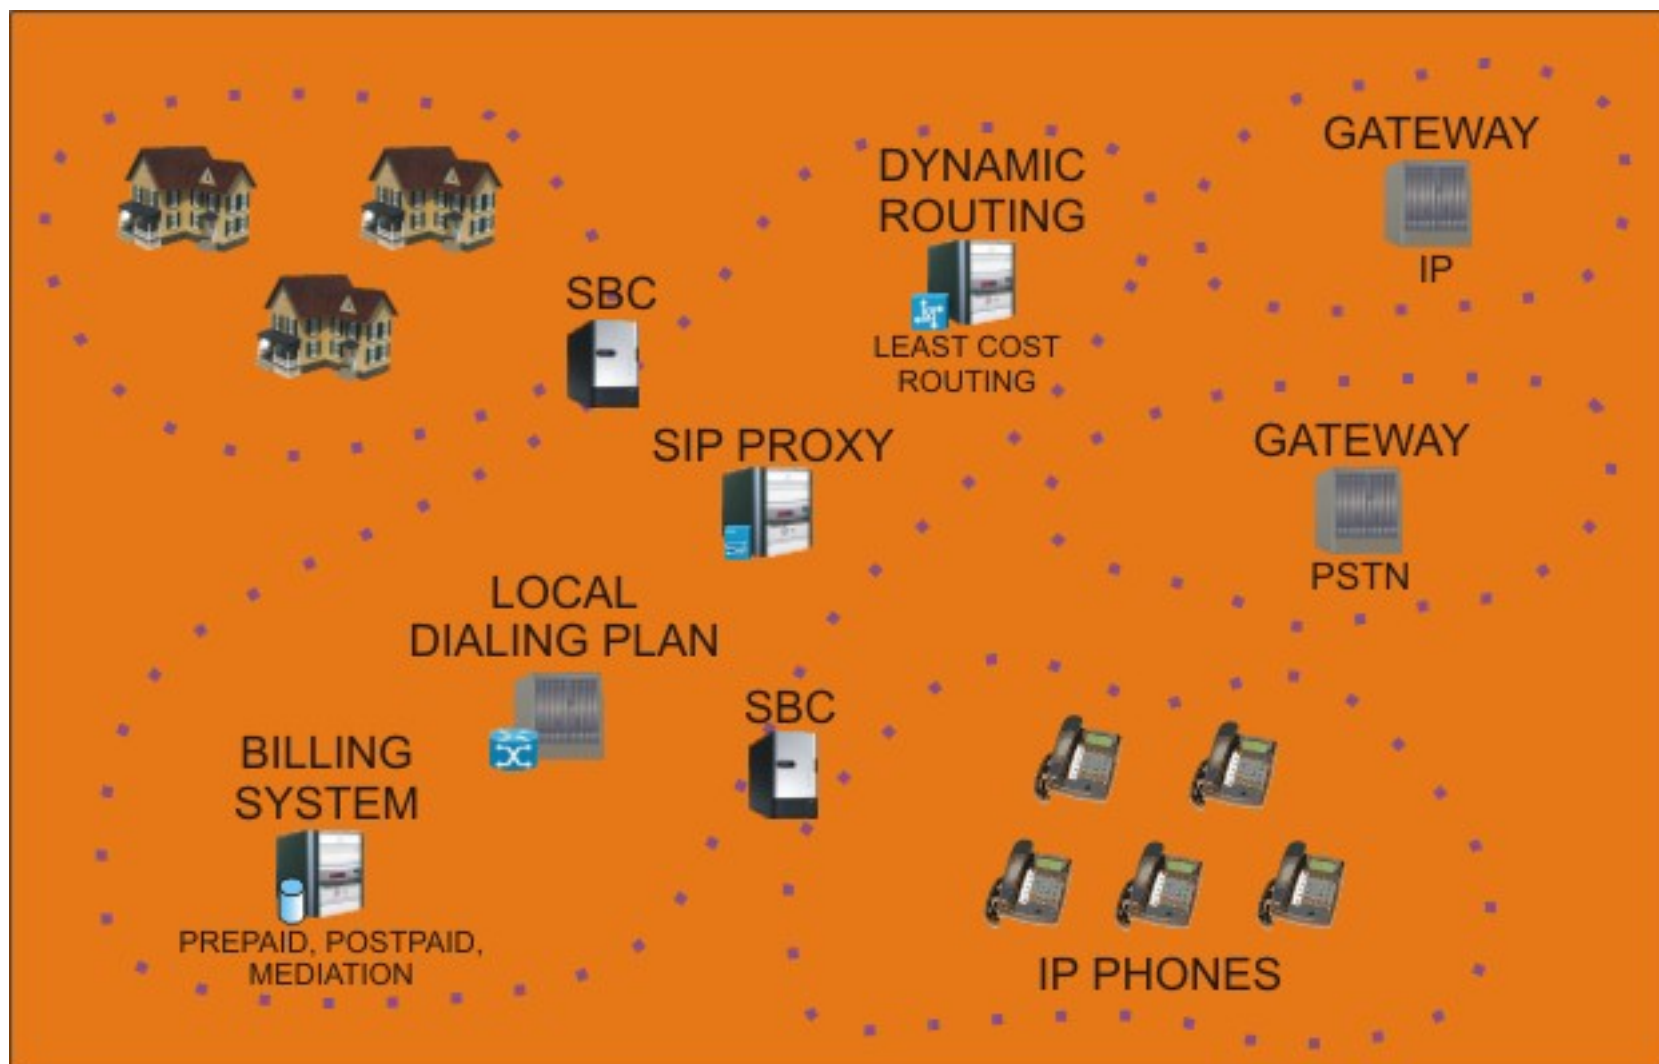 GATEWAY
IP
DYNAMIC
ROUTING
LEAST COST
ROUTING
SBC
SIP PROXY
GATEWAY
PSTN
LOCAL
DIALING PLAN
SBC
BILLING
SYSTEM
PREPAID, POSTPAID,
MEDIATION
IP PHONES